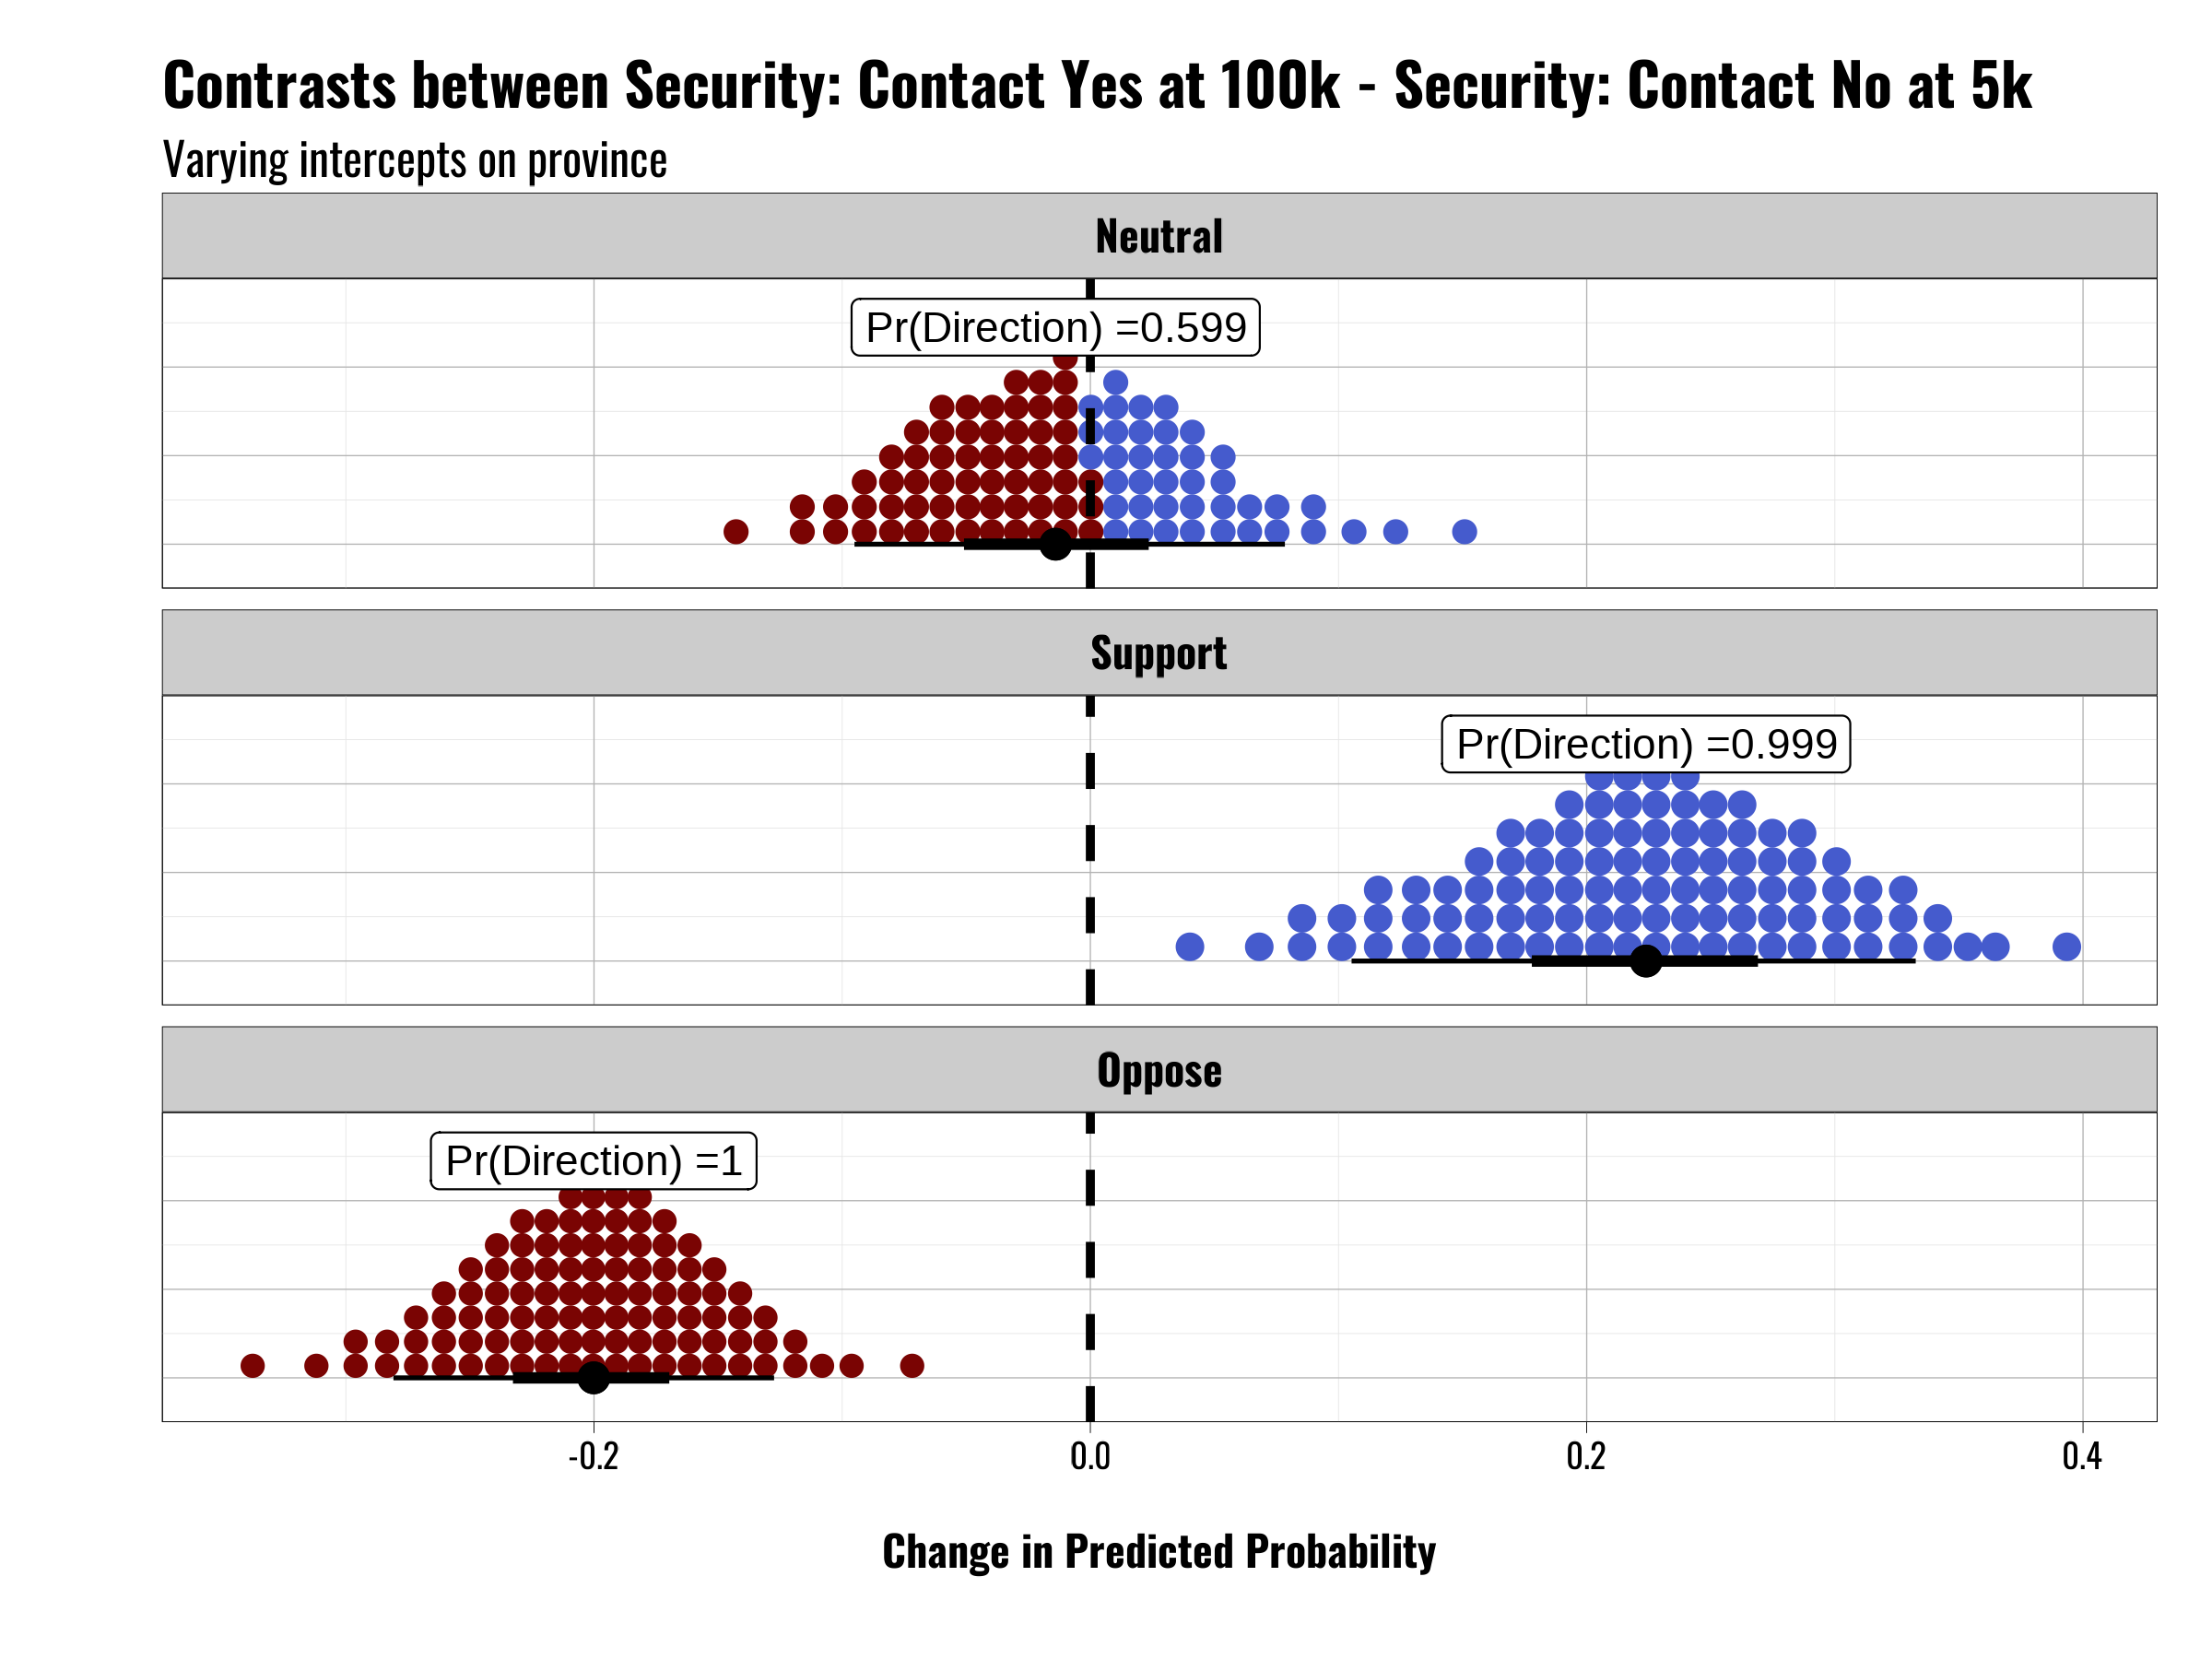 Contrasts between Security: Contact Yes at 100k - Security: Contact No at 5k
Varying intercepts on province
Neutral
Pr(Direction) =0.599
Support
Pr(Direction) =0.999
Oppose
Pr(Direction) =1
-0.2 0.0 0.2 0.4
Change in Predicted Probability